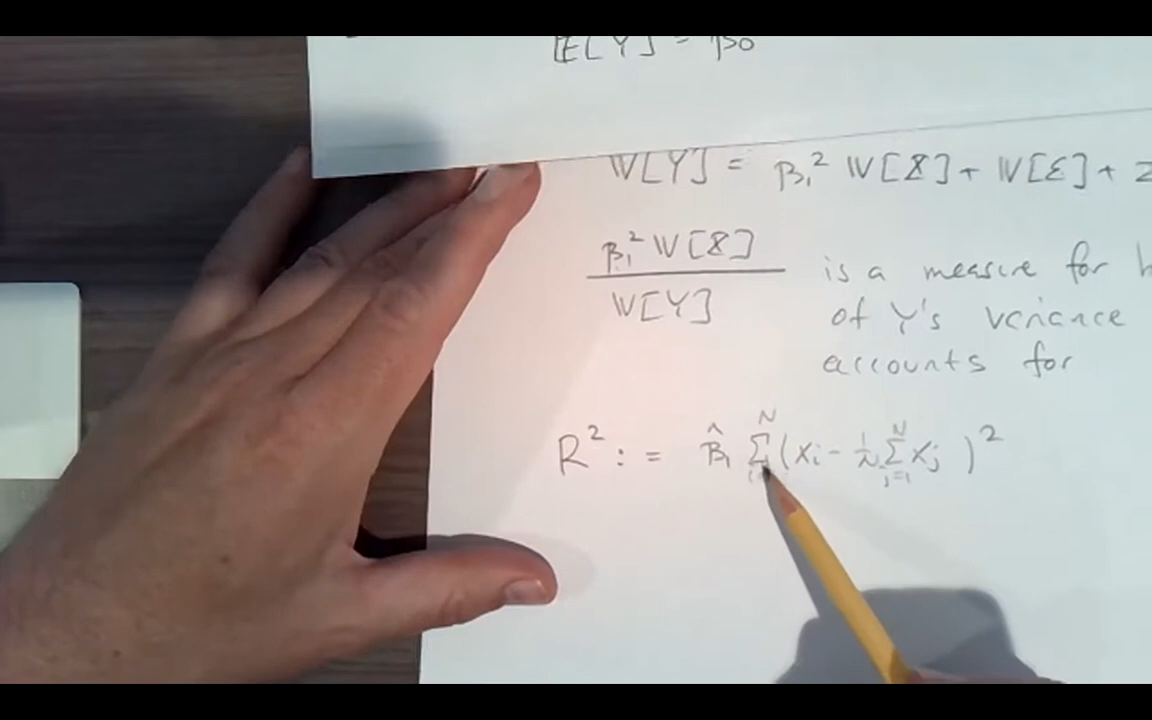 E[Y] = β0
V[Y] = β₁² V[X] + V[ε] +
β₁² V[X]
V[Y]
is a measure for
of Y's variance
accounts for
R² := β̂₁ Σᵢ₌₁ᴺ (xᵢ - 1/N Σⱼ₌₁ᴺ xⱼ )²